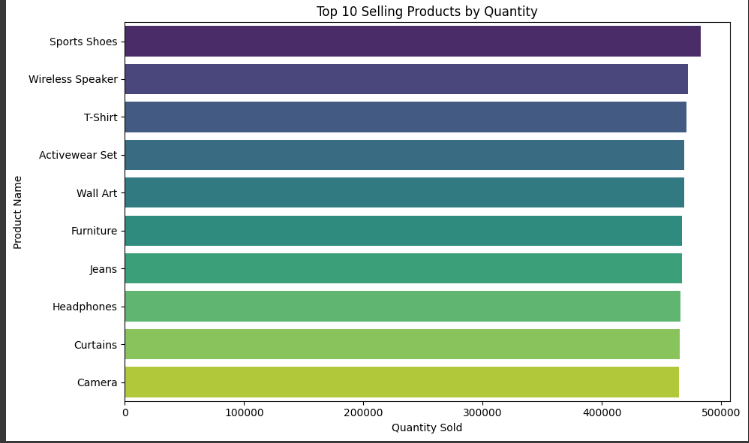 Top 10 Selling Products by Quantity
Product Name
Sports Shoes
Wireless Speaker
T-Shirt
Activewear Set
Wall Art
Furniture
Jeans
Headphones
Curtains
Camera
0 100000 200000 300000 400000 500000
Quantity Sold